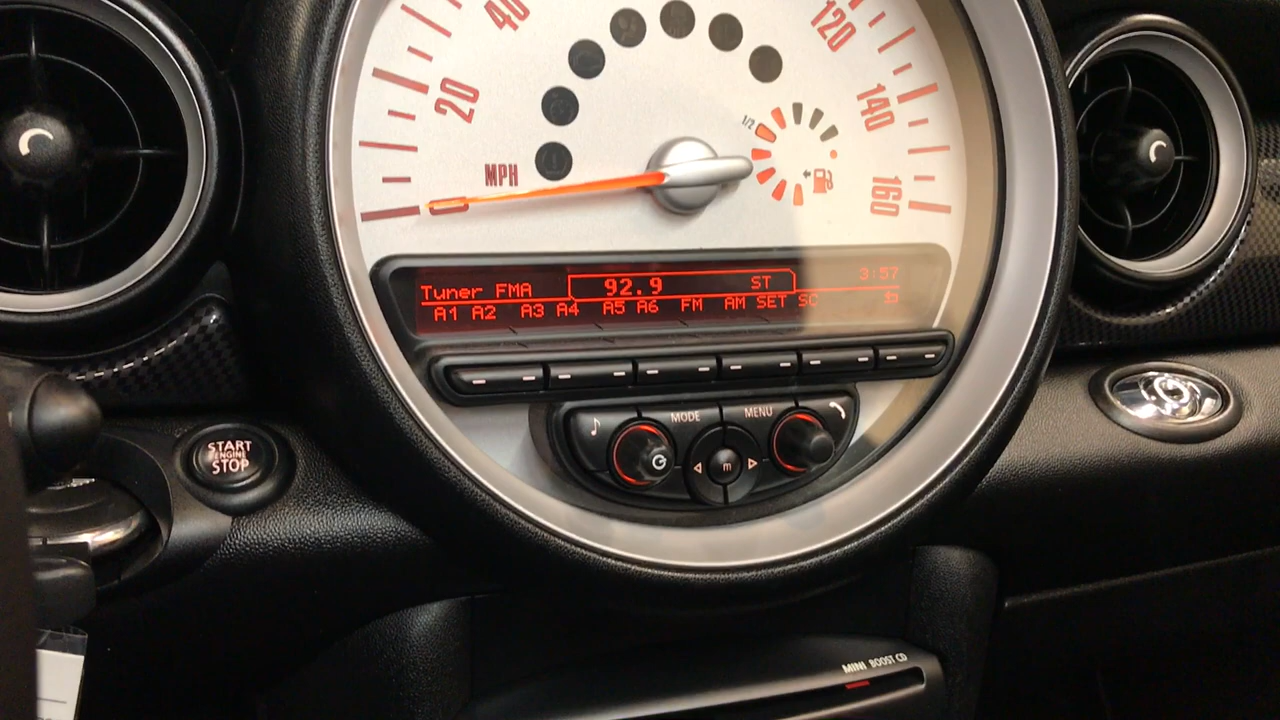 40
120
20
140
1/2
MPH
0
160
92.9 ST 3:57
Tuner FMA
A1 A2 A3 A4 A5 A6 FM AM SET SC
MODE MENU
m
START
ENGINE
STOP
MINI BOOST CD